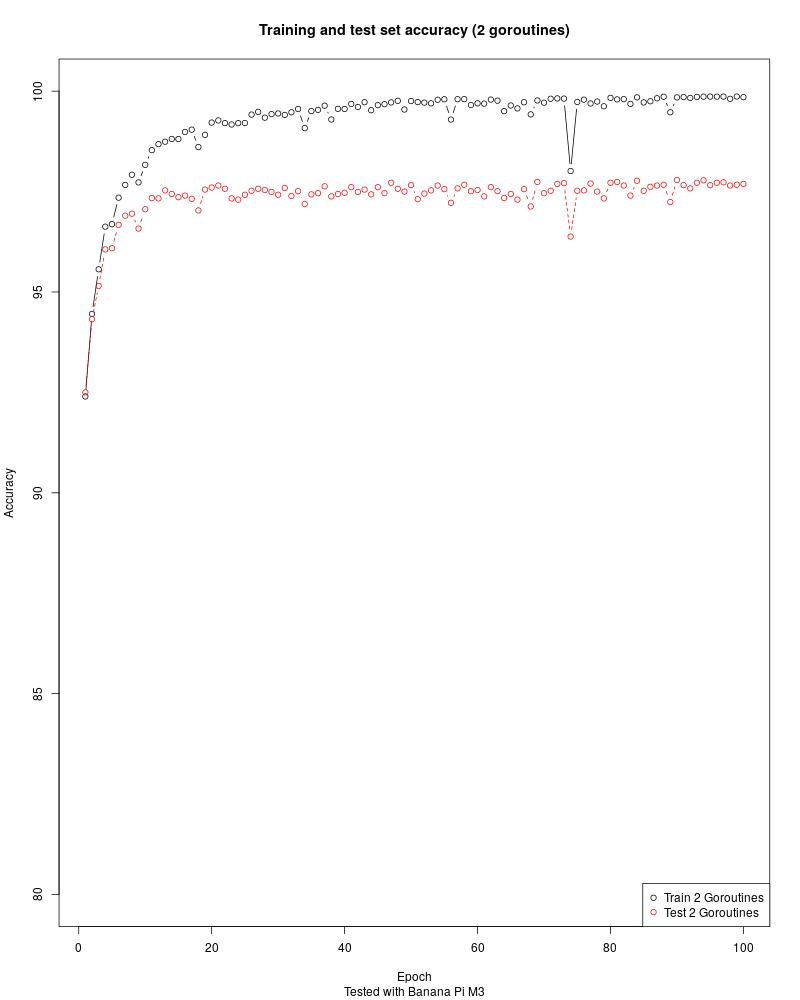 Training and test set accuracy (2 goroutines)
100
95
90
85
80
Accuracy
Train 2 Goroutines
Test 2 Goroutines
0 20 40 60 80 100
Epoch
Tested with Banana Pi M3